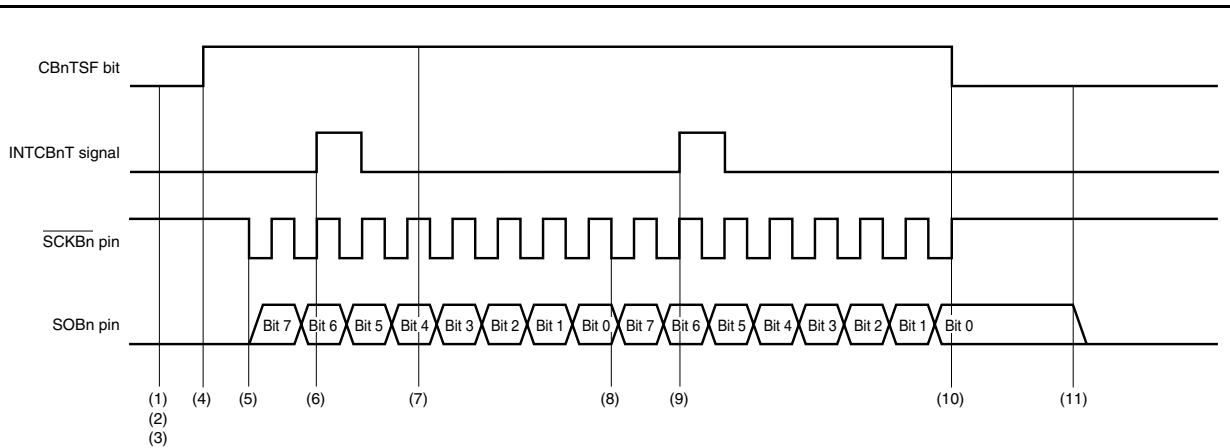 CBnTSF bit
INTCBnT signal
SCKBn pin
SOBn pin
Bit 7 Bit 6 Bit 5 Bit 4 Bit 3 Bit 2 Bit 1 Bit 0 Bit 7 Bit 6 Bit 5 Bit 4 Bit 3 Bit 2 Bit 1 Bit 0
(1) (4) (5) (6) (7) (8) (9) (10) (11)
(2)
(3)